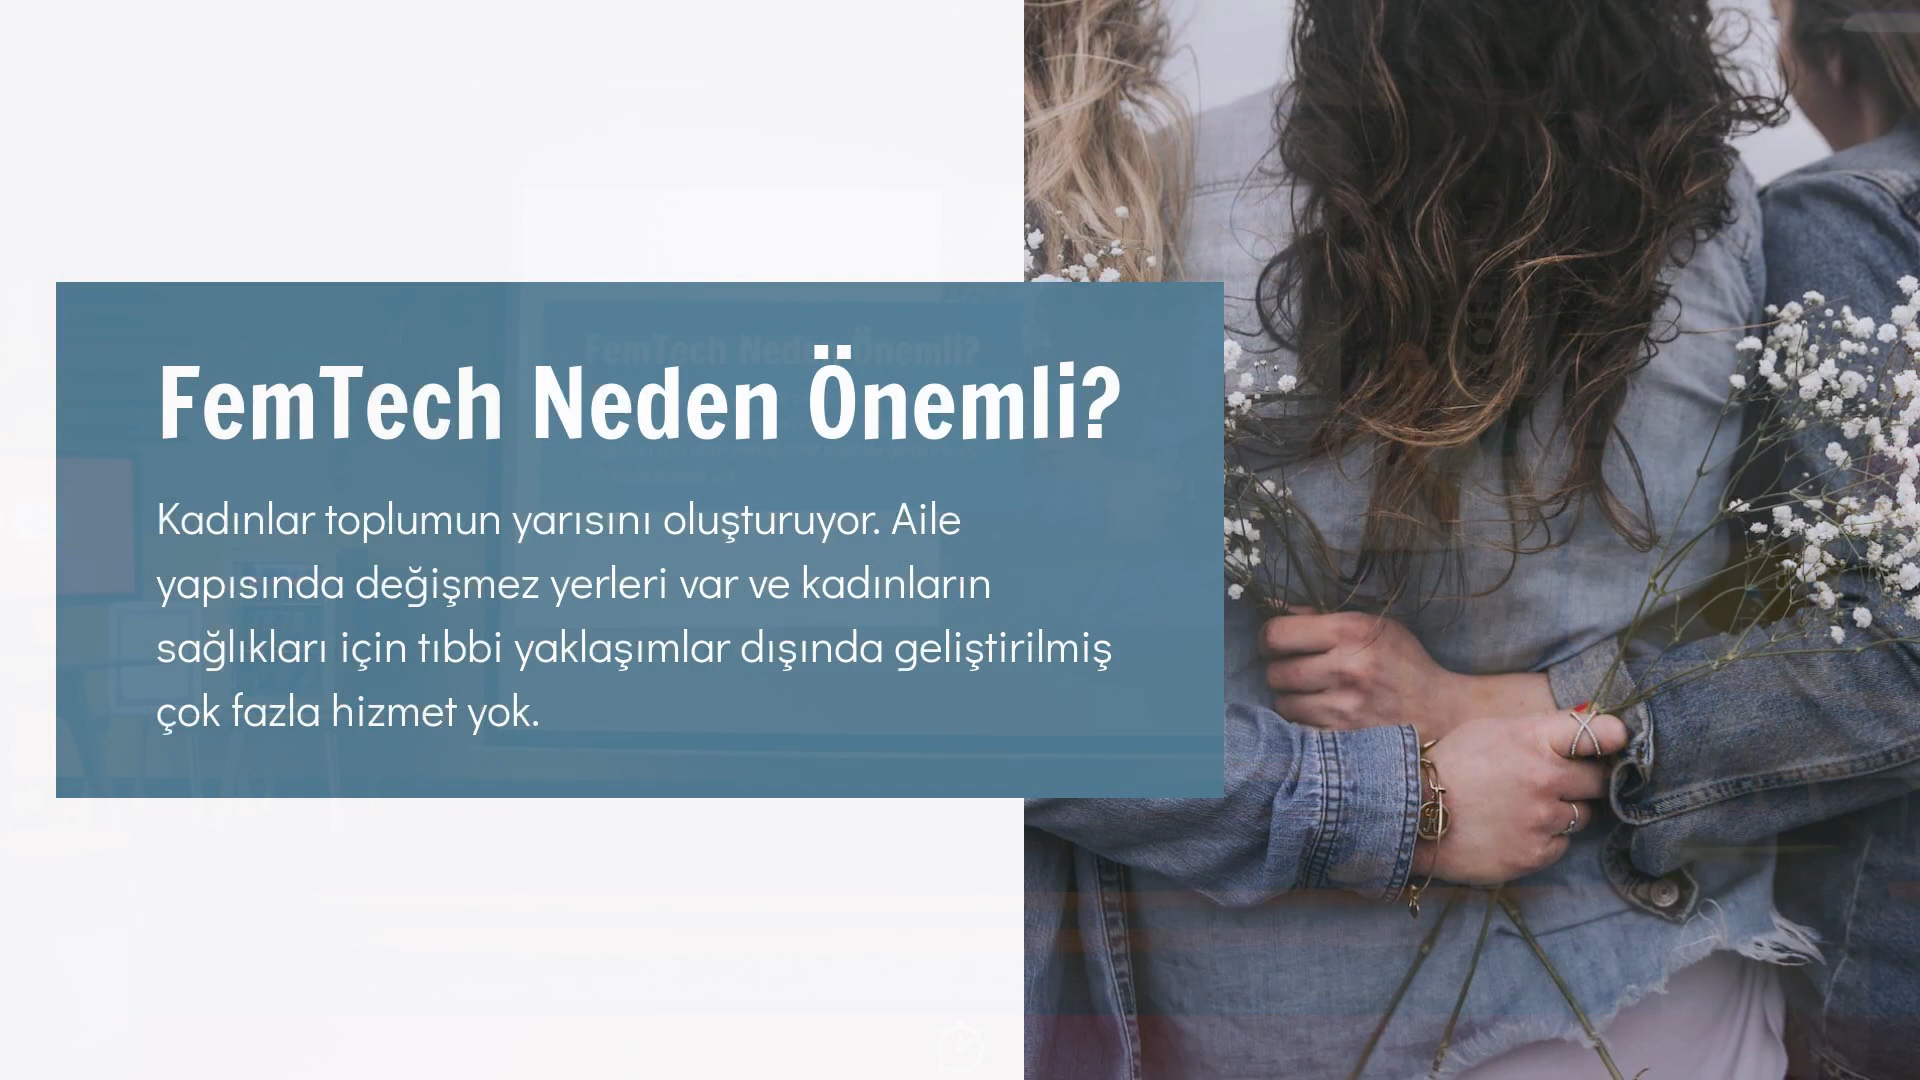 FemTech Neden Önemli?
Kadınlar toplumun yarısını oluşturuyor. Aile
yapısında değişmez yerleri var ve kadınların
sağlıkları için tıbbi yaklaşımlar dışında geliştirilmiş
çok fazla hizmet yok.